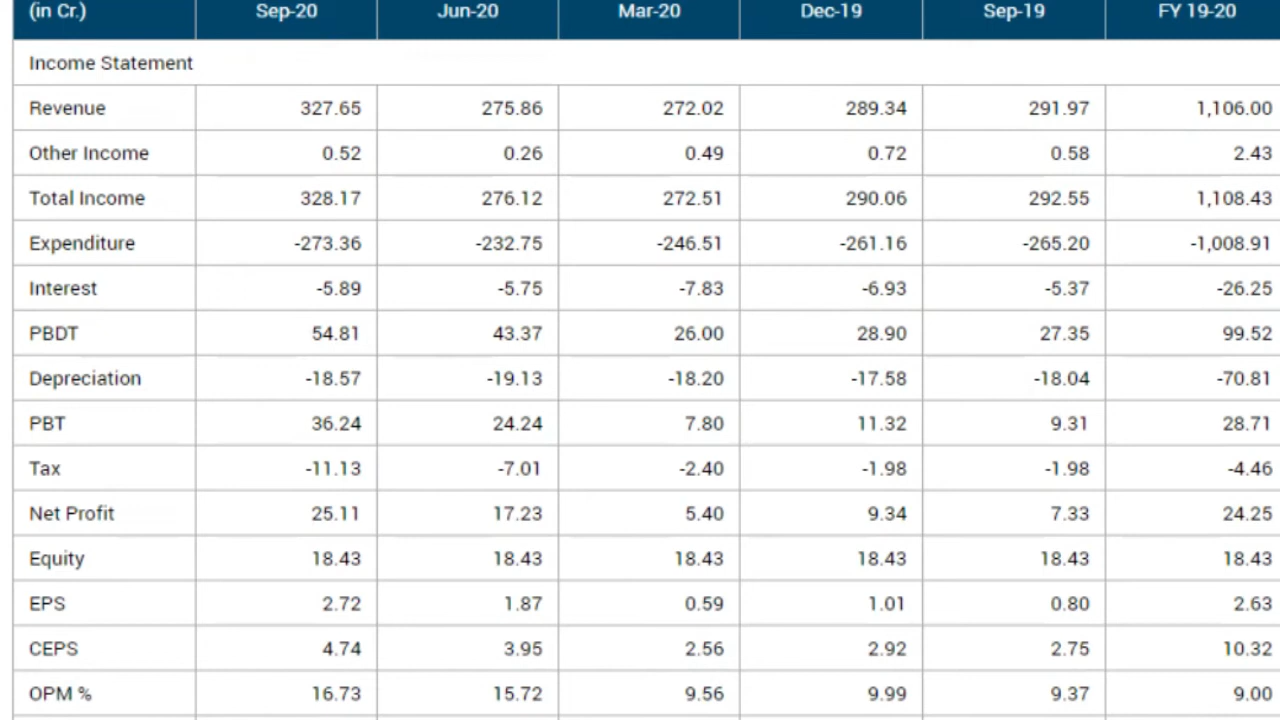 (in Cr.) Sep-20 Jun-20 Mar-20 Dec-19 Sep-19 FY 19-20
Income Statement
Revenue 327.65 275.86 272.02 289.34 291.97 1,106.00
Other Income 0.52 0.26 0.49 0.72 0.58 2.43
Total Income 328.17 276.12 272.51 290.06 292.55 1,108.43
Expenditure -273.36 -232.75 -246.51 -261.16 -265.20 -1,008.91
Interest -5.89 -5.75 -7.83 -6.93 -5.37 -26.25
PBDT 54.81 43.37 26.00 28.90 27.35 99.52
Depreciation -18.57 -19.13 -18.20 -17.58 -18.04 -70.81
PBT 36.24 24.24 7.80 11.32 9.31 28.71
Tax -11.13 -7.01 -2.40 -1.98 -1.98 -4.46
Net Profit 25.11 17.23 5.40 9.34 7.33 24.25
Equity 18.43 18.43 18.43 18.43 18.43 18.43
EPS 2.72 1.87 0.59 1.01 0.80 2.63
CEPS 4.74 3.95 2.56 2.92 2.75 10.32
OPM % 16.73 15.72 9.56 9.99 9.37 9.00